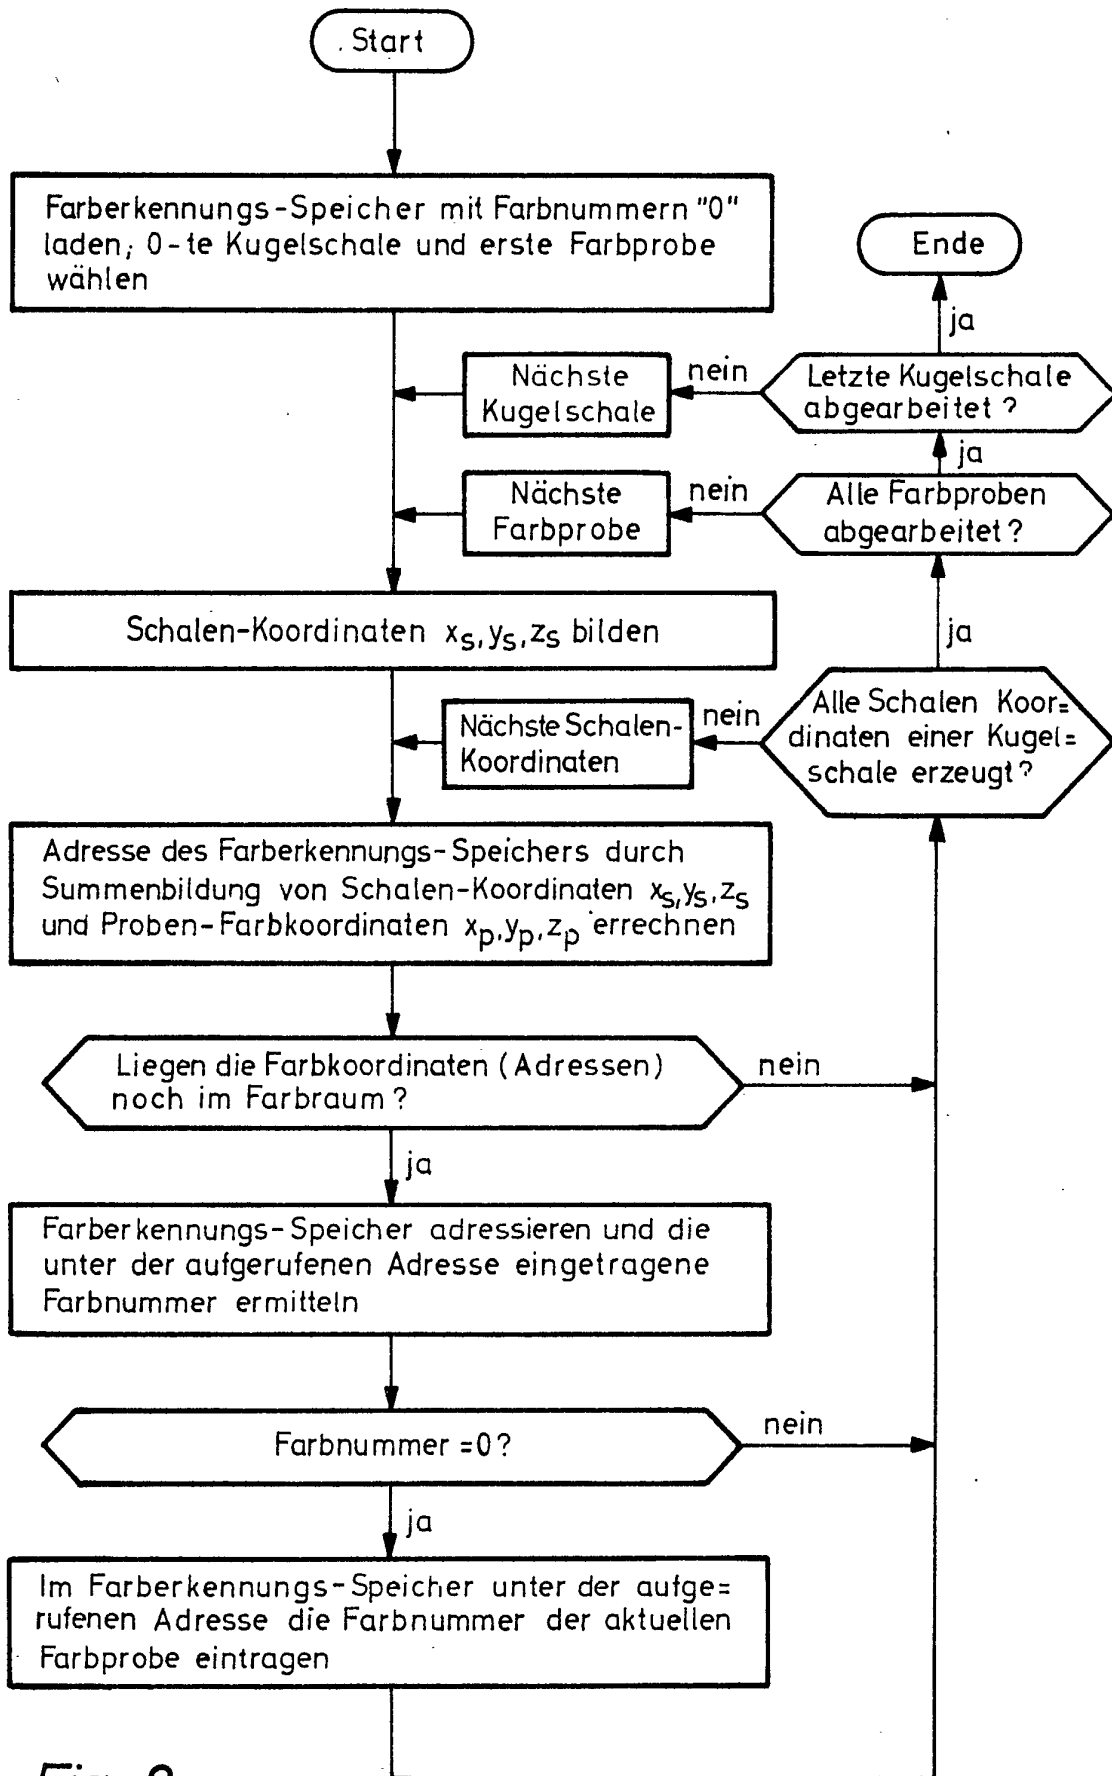 Start
Farberkennungs-Speicher mit Farbnummern "0"
laden; 0-te Kugelschale und erste Farbprobe
wählen
Ende
ja
Nächste
Kugelschale
nein
Letzte Kugelschale
abgearbeitet?
ja
Nächste
Farbprobe
nein
Alle Farbproben
abgearbeitet?
Schalen-Koordinaten xs, ys, zs bilden
ja
Nächste Schalen-
Koordinaten
nein
Alle Schalen Koor=
dinaten einer Kugel=
schale erzeugt?
Adresse des Farberkennungs-Speichers durch
Summenbildung von Schalen-Koordinaten xs, ys, zs
und Proben-Farbkoordinaten xp, yp, zp errechnen
Liegen die Farbkoordinaten (Adressen)
noch im Farbraum?
nein
ja
Farberkennungs-Speicher adressieren und die
unter der aufgerufenen Adresse eingetragene
Farbnummer ermitteln
Farbnummer =0?
nein
ja
Im Farberkennungs-Speicher unter der aufge=
rufenen Adresse die Farbnummer der aktuellen
Farbprobe eintragen